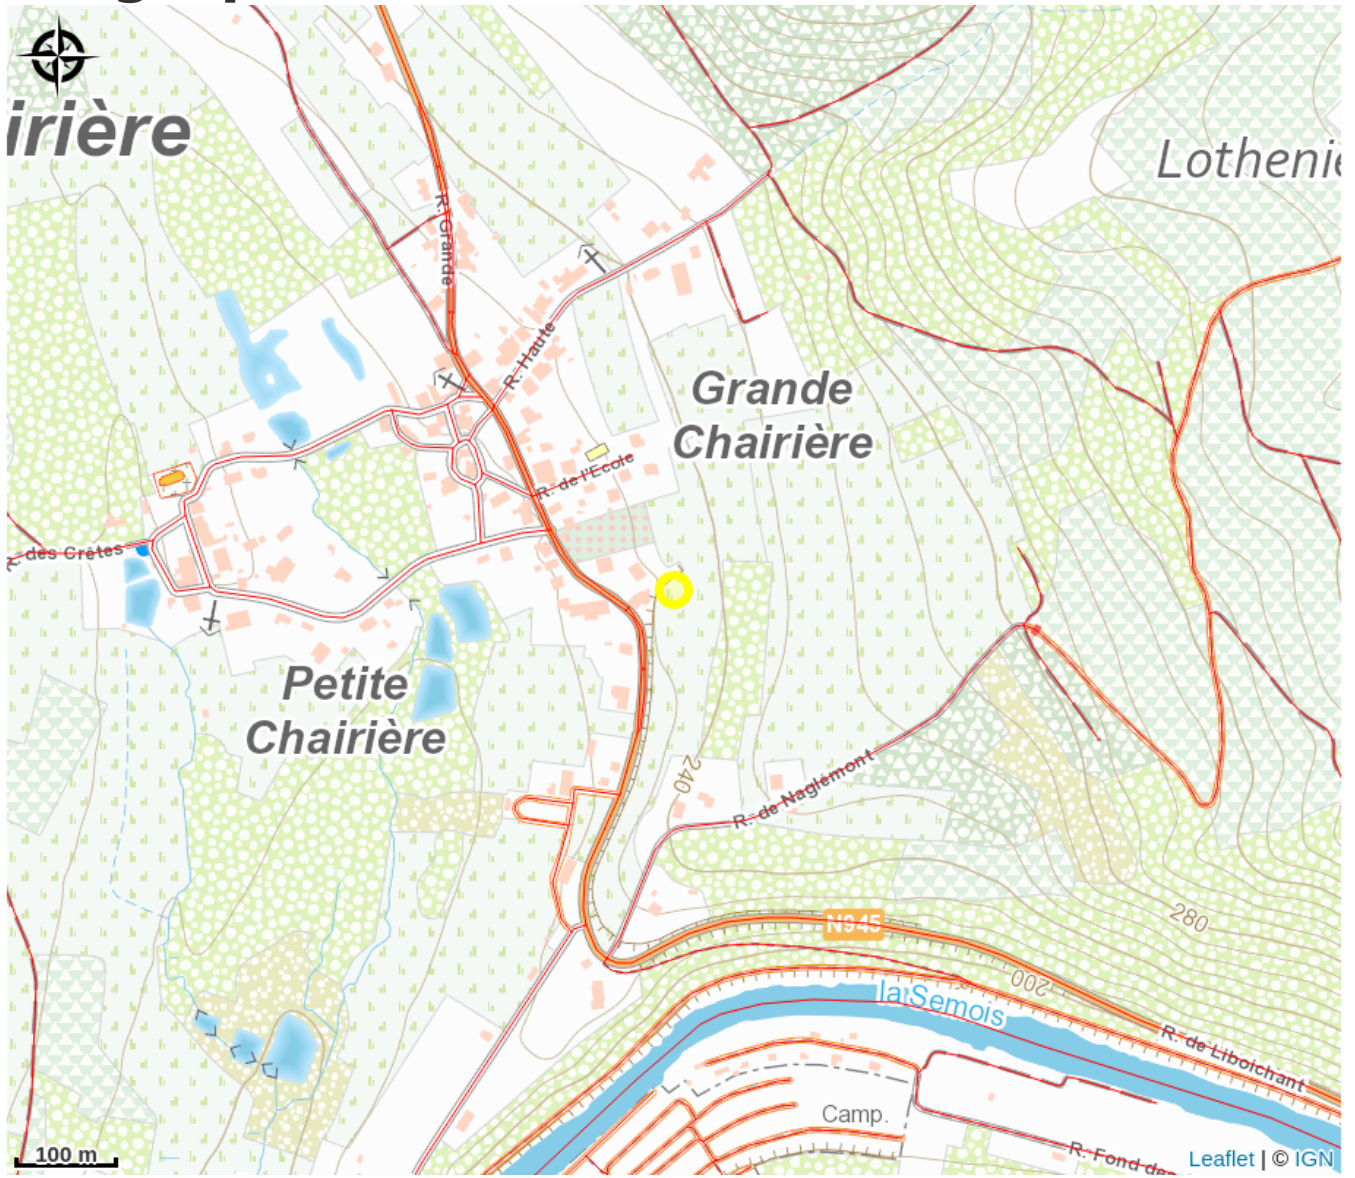 irière
Lothenie
R. Grande
R. Haute
Grande
Chairière
R. de l'Ecole
R. des Crêtes
Petite
Chairière
240
R. de Naglémont
280
N945
200
la Semois
R. de Liboichant
Camp.
R. Fond des
100 m
Leaflet | © IGN